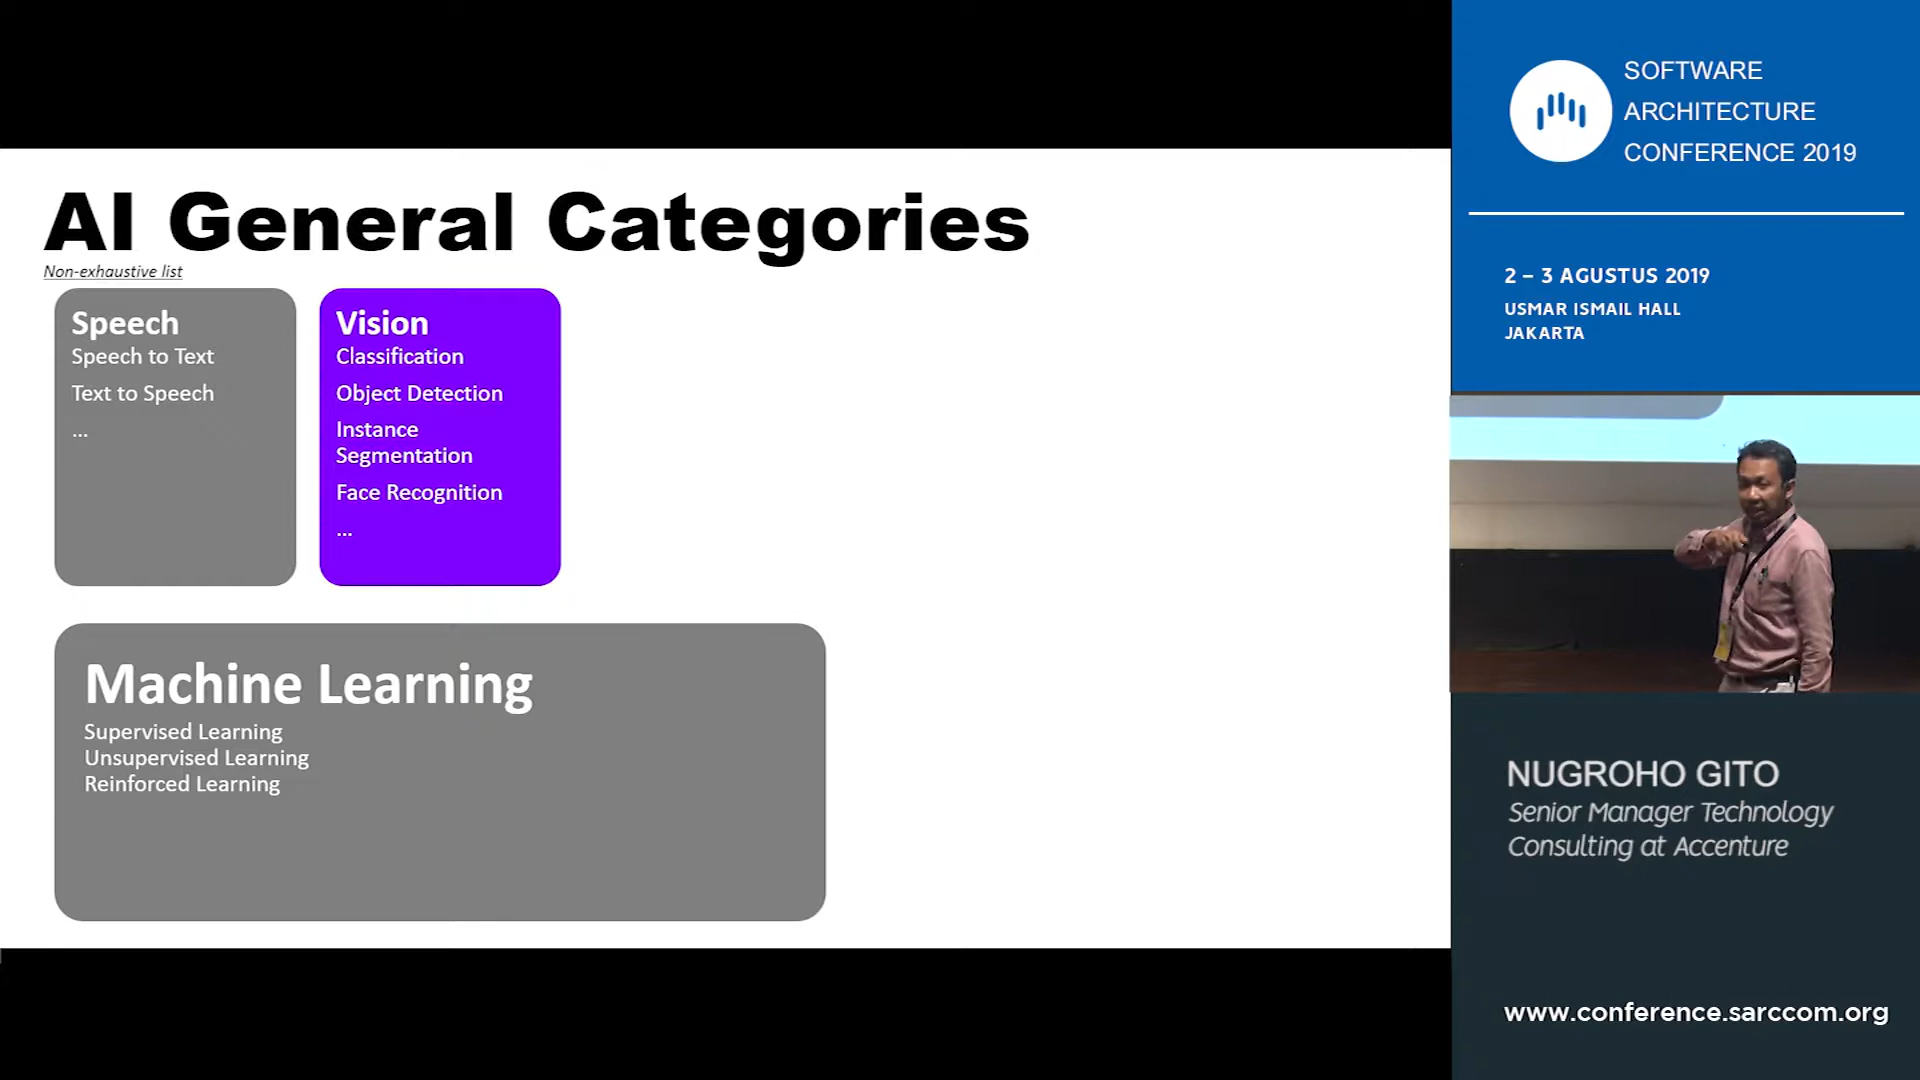 AI General Categories
Non-exhaustive list
Speech
Speech to Text
Text to Speech
...
Vision
Classification
Object Detection
Instance
Segmentation
Face Recognition
...
Machine Learning
Supervised Learning
Unsupervised Learning
Reinforced Learning
SOFTWARE
ARCHITECTURE
CONFERENCE 2019
2 – 3 AGUSTUS 2019
USMAR ISMAIL HALL
JAKARTA
NUGROHO GITO
Senior Manager Technology
Consulting at Accenture
www.conference.sarccom.org